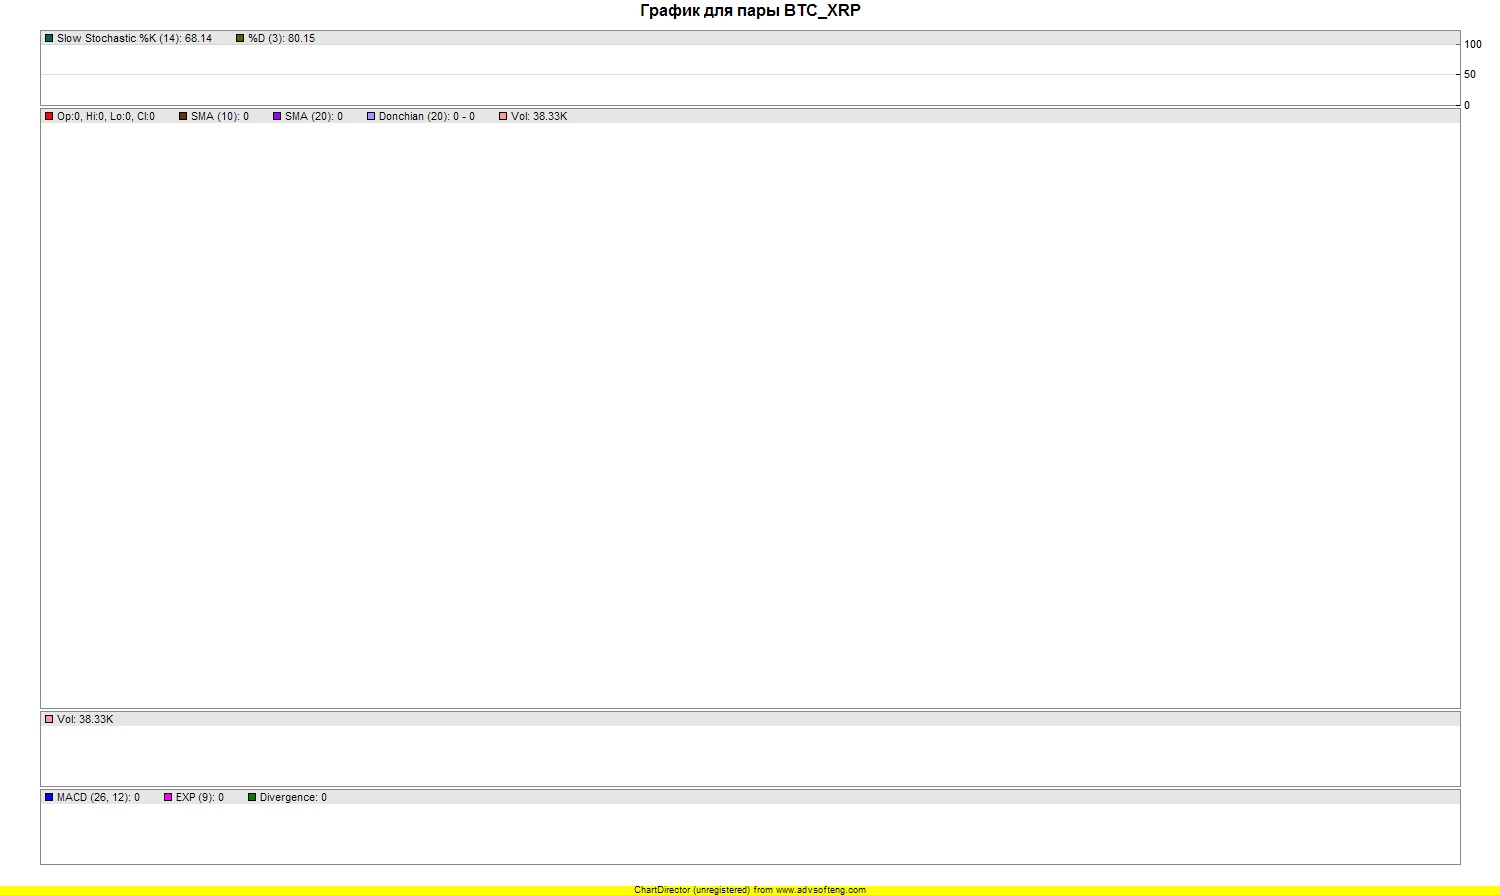 График для пары BTC_XRP
Slow Stochastic %K (14): 68.14 %D (3): 80.15
100
50
0
Op:0, Hi:0, Lo:0, Cl:0 SMA (10): 0 SMA (20): 0 Donchian (20): 0 - 0 Vol: 38.33K
Vol: 38.33K
MACD (26, 12): 0 EXP (9): 0 Divergence: 0
ChartDirector (unregistered) from www.advsofteng.com